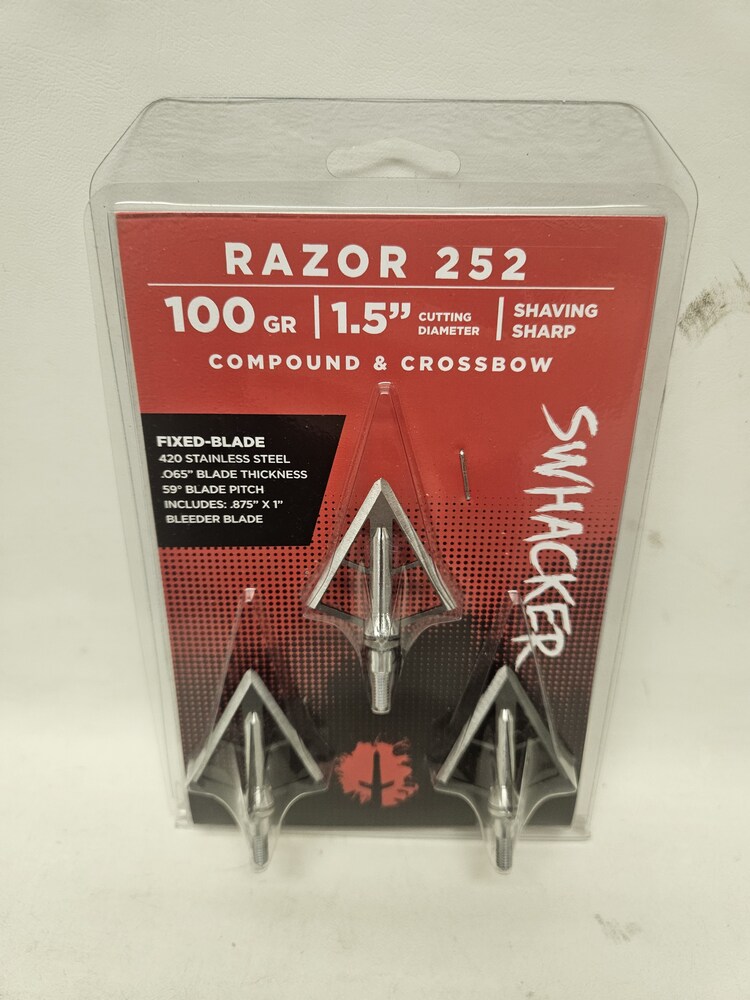 RAZOR 252
100 GR | 1.5” CUTTING DIAMETER | SHAVING SHARP
COMPOUND & CROSSBOW
FIXED-BLADE
420 STAINLESS STEEL
.065” BLADE THICKNESS
59° BLADE PITCH
INCLUDES: .875” X 1”
BLEEDER BLADE
SWHACKER